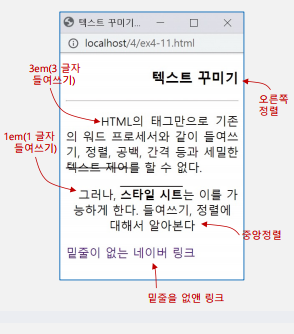 텍스트 꾸미기...
localhost/4/ex4-11.html
3em(3 글자
들여쓰기)
텍스트 꾸미기
오른쪽
정렬
HTML의 태그만으로 기존
의 워드 프로세서와 같이 들여쓰
기, 정렬, 공백, 간격 등과 세밀한
텍스트 제어를 할 수 없다.
1em(1 글자
들여쓰기)
그러나, 스타일 시트는 이를 가
능하게 한다. 들여쓰기, 정렬에
대해서 알아본다
중앙정렬
밑줄이 없는 네이버 링크
밑줄을 없앤 링크